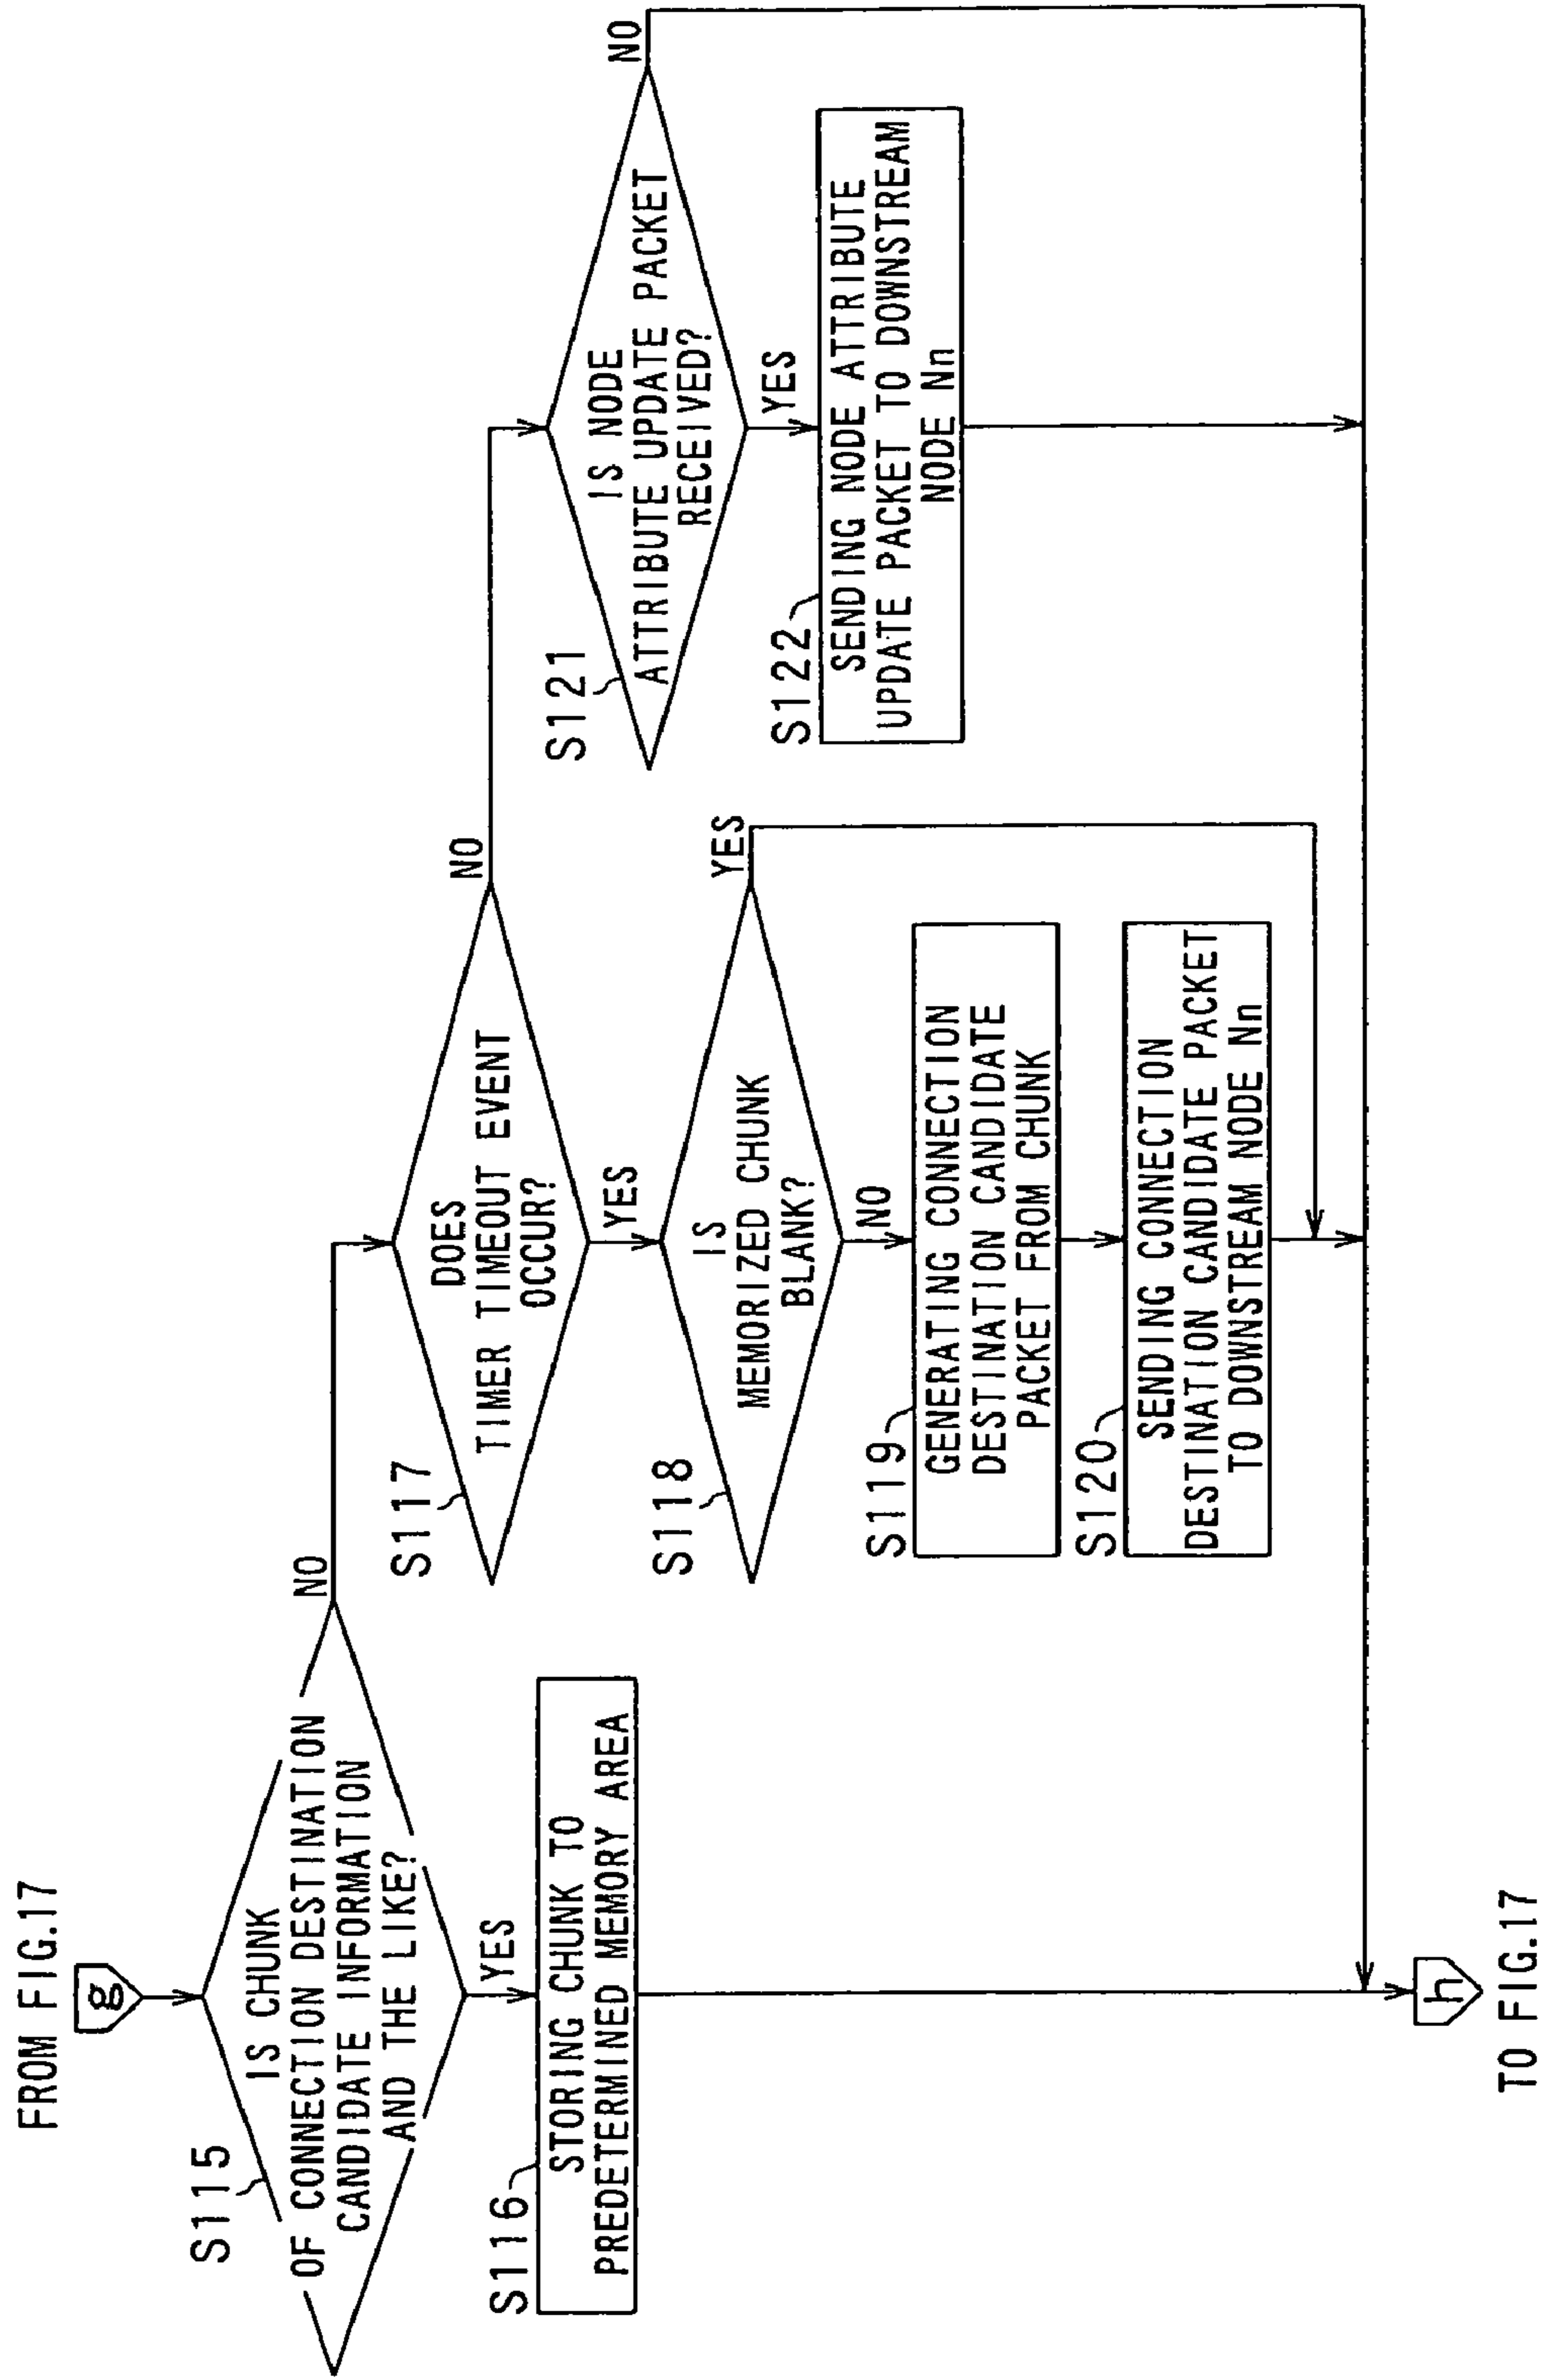 FROM FIG.17
g
S115
IS CHUNK
OF CONNECTION DESTINATION
CANDIDATE INFORMATION
AND THE LIKE?
NO
YES
S116
STORING CHUNK TO
PREDETERMINED MEMORY AREA
S117
DOES
TIMER TIMEOUT EVENT
OCCUR?
NO
YES
S118
IS
MEMORIZED CHUNK
BLANK?
YES
NO
S119
GENERATING CONNECTION
DESTINATION CANDIDATE
PACKET FROM CHUNK
S120
SENDING CONNECTION
DESTINATION CANDIDATE PACKET
TO DOWNSTREAM NODE Nn
S121
IS NODE
ATTRIBUTE UPDATE PACKET
RECEIVED?
NO
YES
S122
SENDING NODE ATTRIBUTE
UPDATE PACKET TO DOWNSTREAM
NODE Nn
h
TO FIG.17